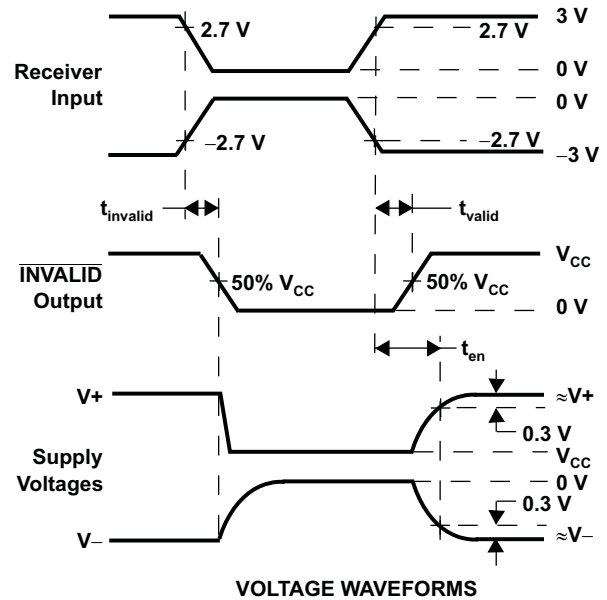 3 V
2.7 V
2.7 V
Receiver
Input
0 V
0 V
–2.7 V
–2.7 V
–3 V
tinvalid
tvalid
INVALID
Output
VCC
50% VCC
50% VCC
0 V
ten
V+
≈V+
0.3 V
Supply
Voltages
VCC
0 V
0.3 V
V–
≈V–
VOLTAGE WAVEFORMS